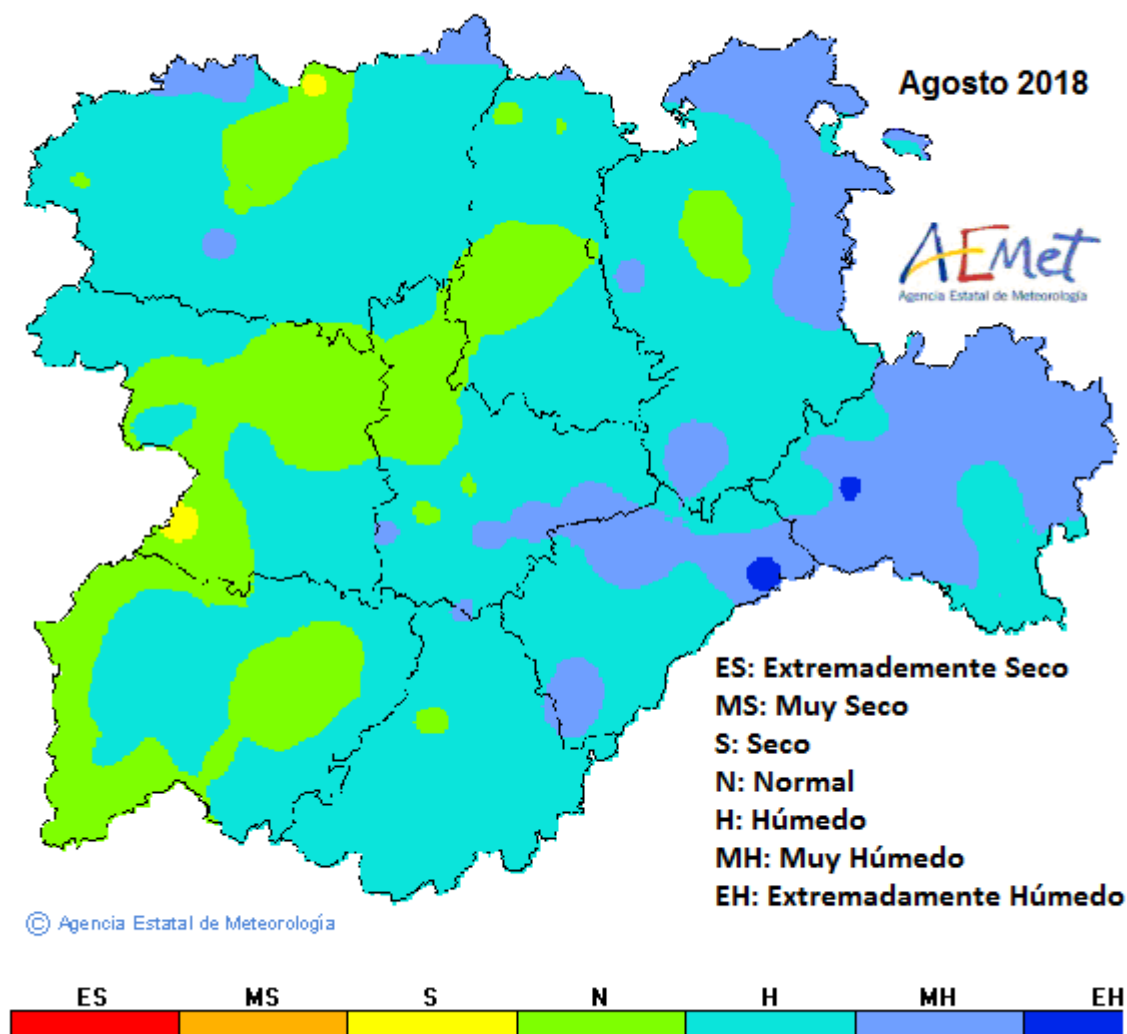 Agosto 2018
AEMet
Agencia Estatal de Meteorología
ES: Extremademente Seco
MS: Muy Seco
S: Seco
N: Normal
H: Húmedo
MH: Muy Húmedo
EH: Extremadamente Húmedo
© Agencia Estatal de Meteorología
ES MS S N H MH EH